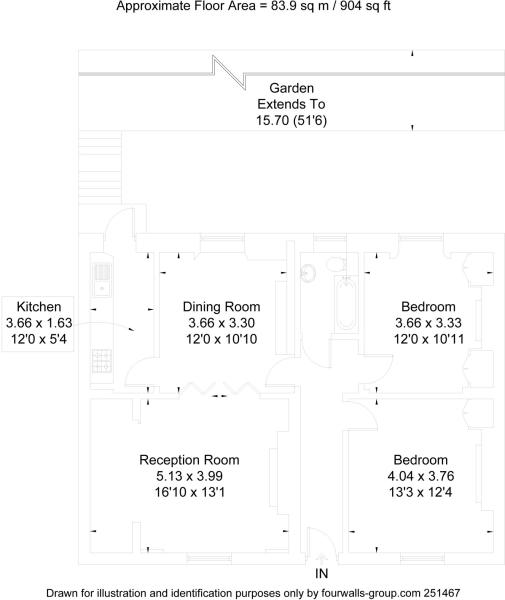 Approximate Floor Area = 83.9 sq m / 904 sq ft
Garden
Extends To
15.70 (51'6)
Kitchen
3.66 x 1.63
12'0 x 5'4
Dining Room
3.66 x 3.30
12'0 x 10'10
Bedroom
3.66 x 3.33
12'0 x 10'11
Reception Room
5.13 x 3.99
16'10 x 13'1
Bedroom
4.04 x 3.76
13'3 x 12'4
IN
Drawn for illustration and identification purposes only by fourwalls-group.com 251467